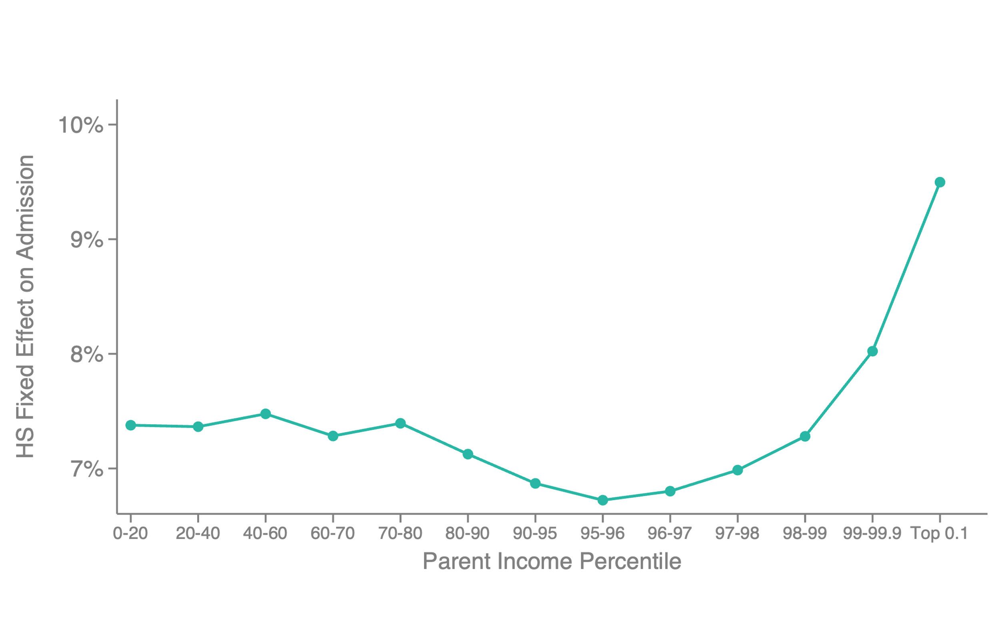 HS Fixed Effect on Admission
10%
9%
8%
7%
0-20 20-40 40-60 60-70 70-80 80-90 90-95 95-96 96-97 97-98 98-99 99-99.9 Top 0.1
Parent Income Percentile